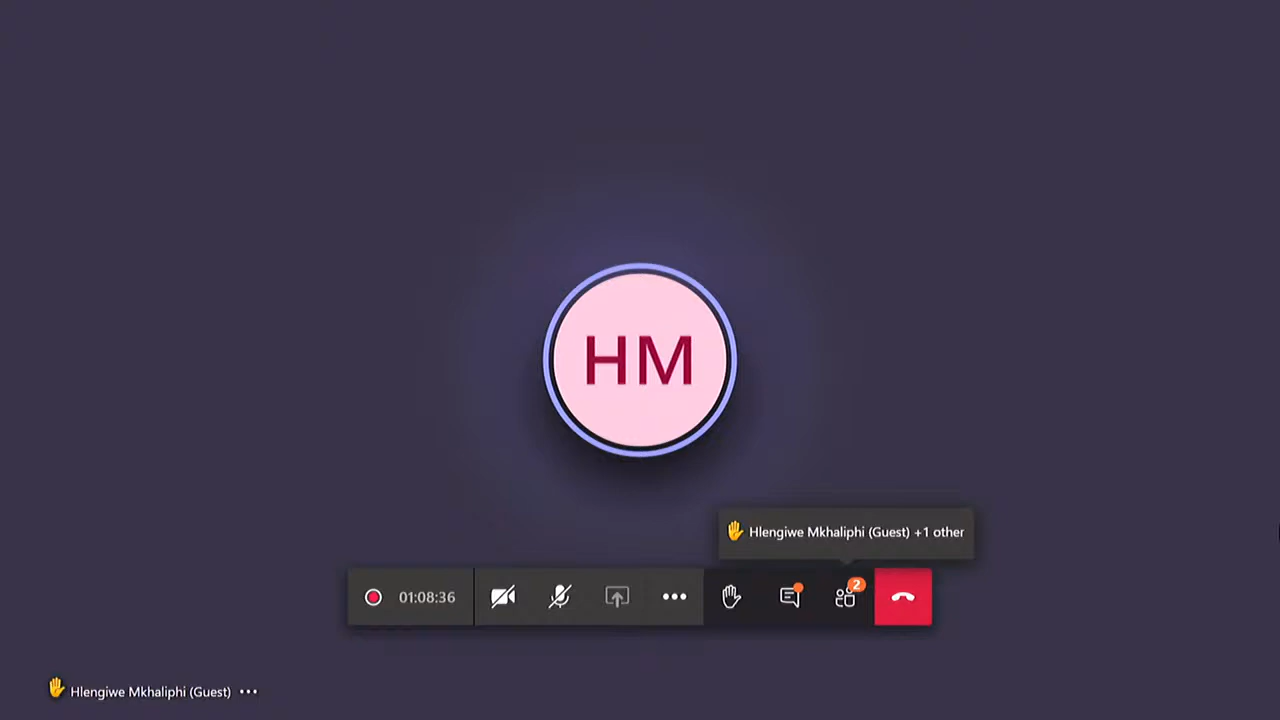 HM
Hlengiwe Mkhaliphi (Guest) +1 other
01:08:36
2
Hlengiwe Mkhaliphi (Guest)